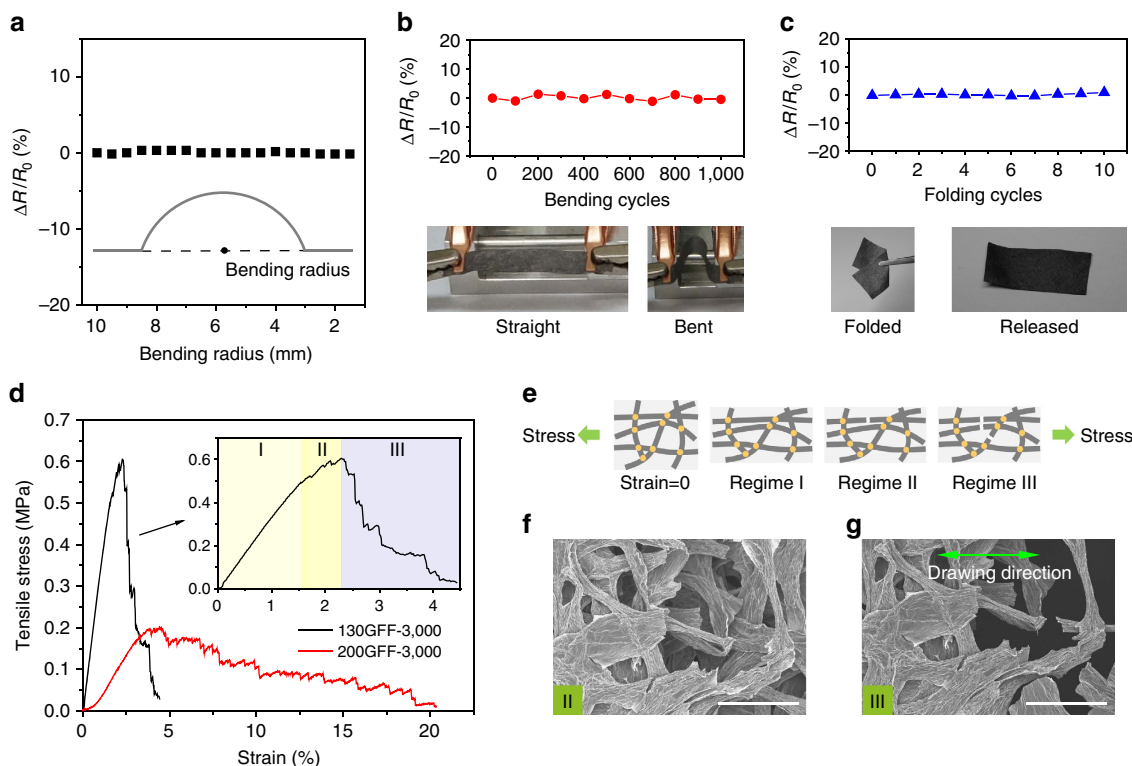 a
ΔR/R0 (%)
10
0
−10
−20
10 8 6 4 2
Bending radius (mm)
Bending radius
b
ΔR/R0 (%)
20
10
0
−10
−20
0 200 400 600 800 1,000
Bending cycles
Straight Bent
c
ΔR/R0 (%)
20
10
0
−10
−20
0 2 4 6 8 10
Folding cycles
Folded Released
d
Tensile stress (MPa)
0.7
0.6
0.5
0.4
0.3
0.2
0.1
0.0
0 5 10 15 20
Strain (%)
I II III
0.6
0.4
0.2
0.0
0 1 2 3 4
130GFF-3,000
200GFF-3,000
e
Stress Stress
Strain=0 Regime I Regime II Regime III
f
II
g
Drawing direction
III